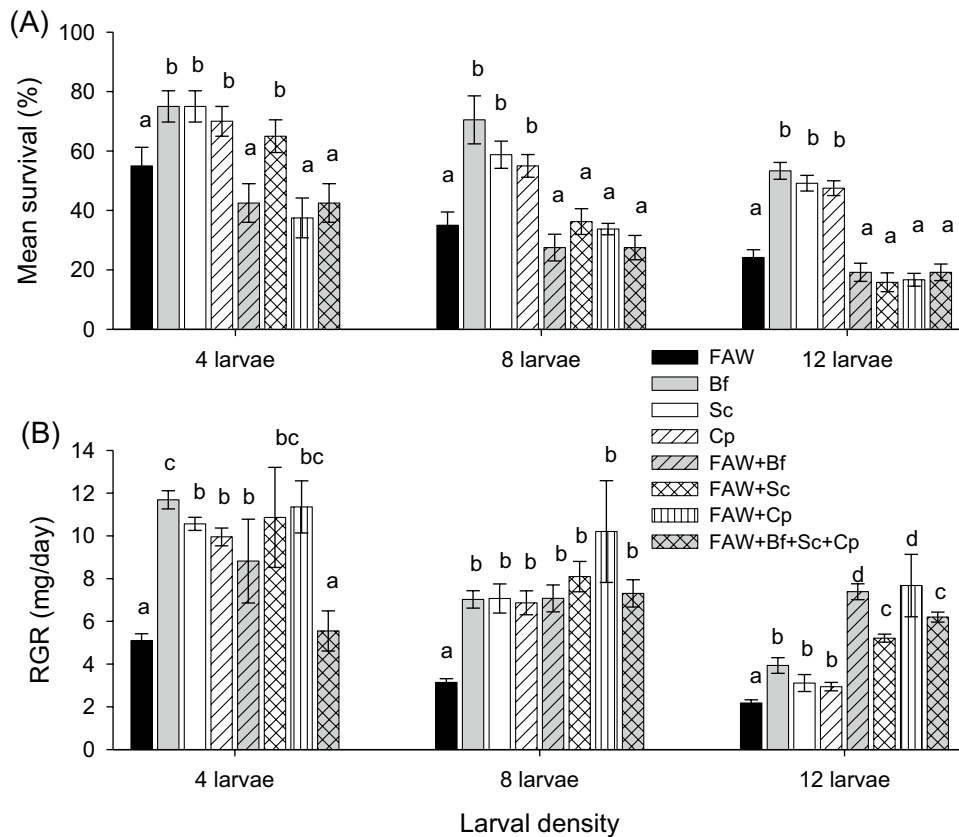 (A)
Mean survival (%)
100
80
60
40
20
0
a b b b a b a a
a b b b a a a a
a b b b a a a a
4 larvae 8 larvae 12 larvae
FAW
Bf
Sc
Cp
FAW+Bf
FAW+Sc
FAW+Cp
FAW+Bf+Sc+Cp
(B)
RGR (mg/day)
14
12
10
8
6
4
2
0
a c b b b bc bc a
a b b b b b b b
a b b b d c d c
4 larvae 8 larvae 12 larvae
Larval density